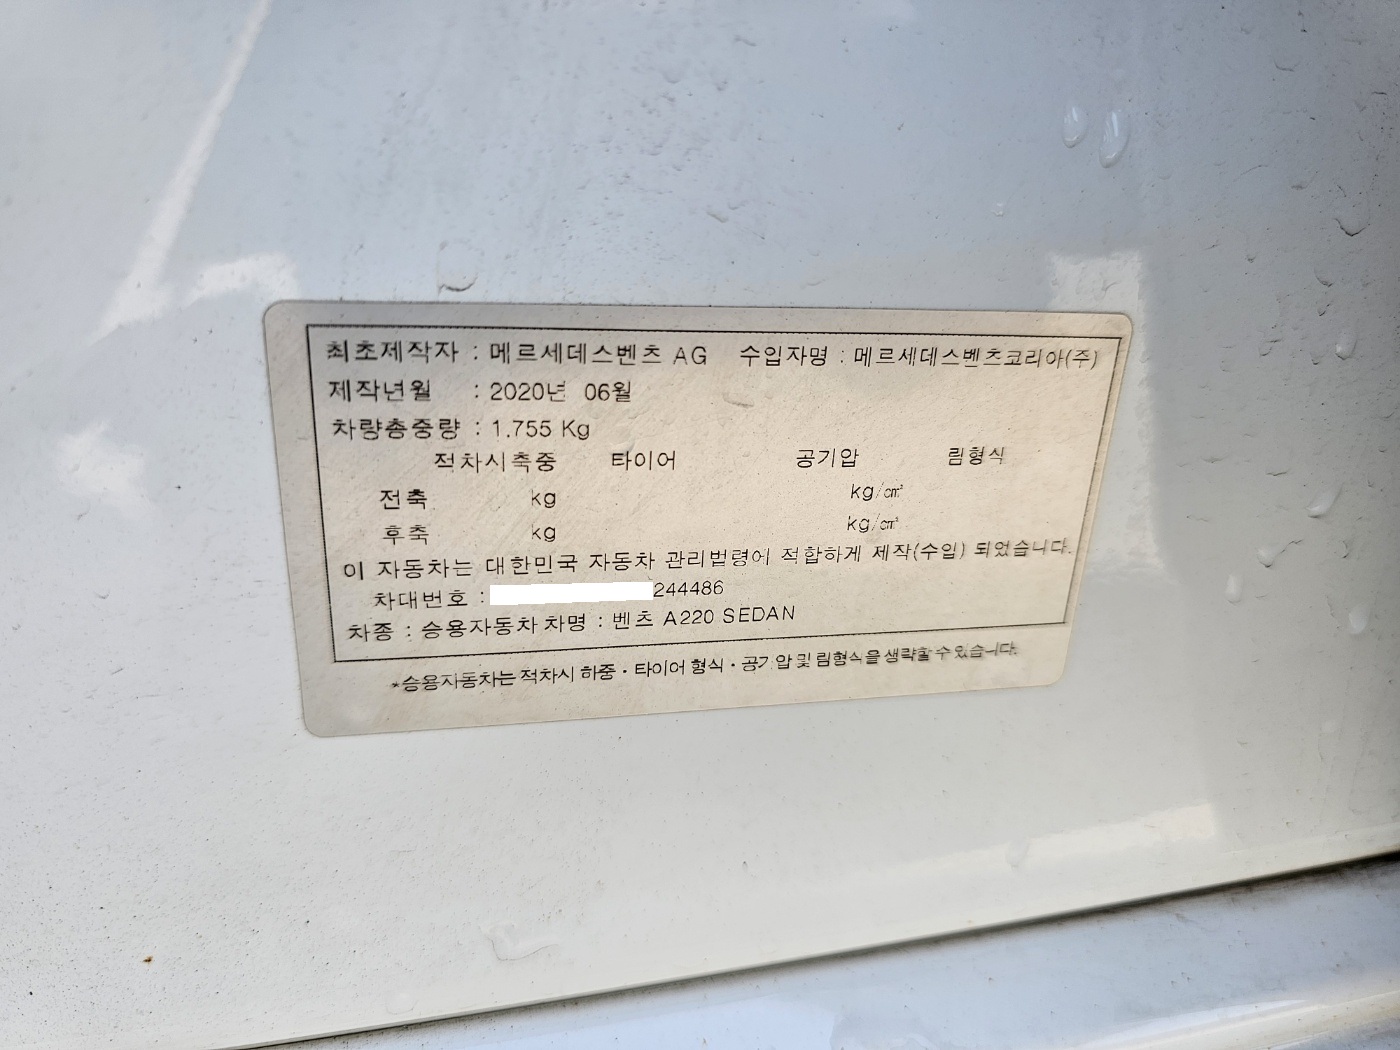 최초제작자 : 메르세데스벤츠 AG 수입자명 : 메르세데스벤츠코리아(주)
제작년월 : 2020년 06월
차량총중량 : 1.755 Kg
적차시축중 타이어 공기압 림형식
전축 kg kg/㎠
후축 kg kg/㎠
이 자동차는 대한민국 자동차 관리법령에 적합하게 제작(수입) 되었습니다.
차대번호 : 244486
차종 : 승용자동차 차명 : 벤츠 A220 SEDAN
*승용자동차는 적차시 하중·타이어 형식·공기압 및 림형식을 생략할 수 있습니다.